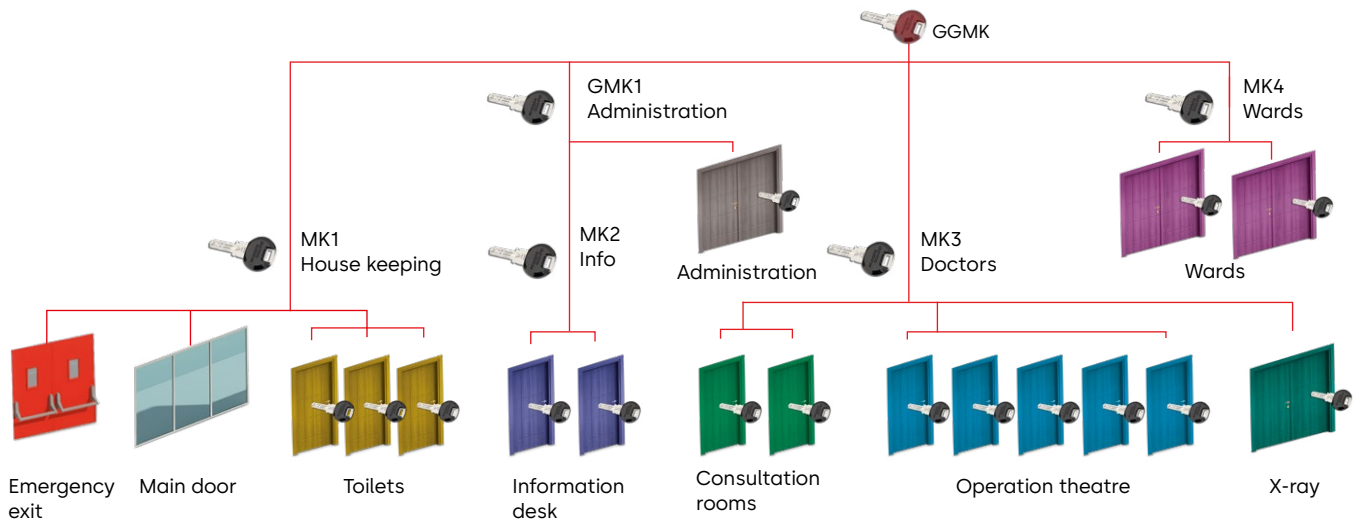 GGMK
GMK1
Administration
MK4
Wards
MK1
House keeping
MK2
Info
Administration
MK3
Doctors
Wards
Emergency
exit
Main door
Toilets
Information
desk
Consultation
rooms
Operation theatre
X-ray